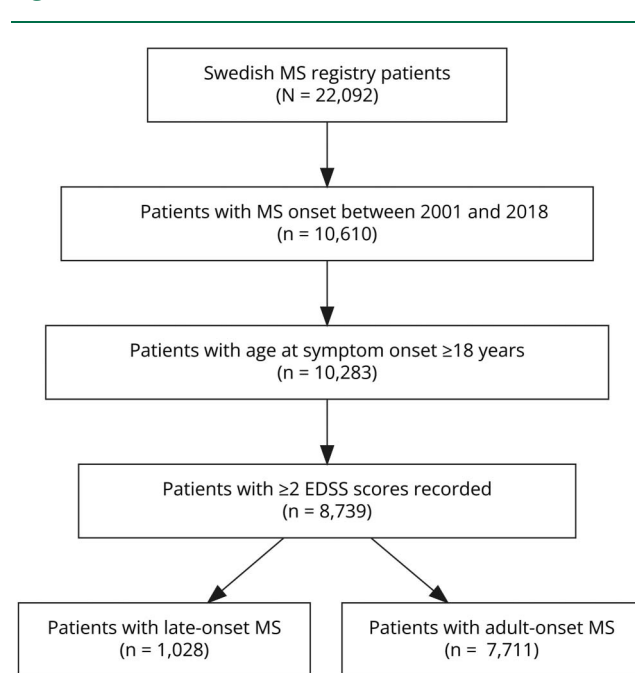 Swedish MS registry patients
(N = 22,092)
Patients with MS onset between 2001 and 2018
(n = 10,610)
Patients with age at symptom onset ≥18 years
(n = 10,283)
Patients with ≥2 EDSS scores recorded
(n = 8,739)
Patients with late-onset MS
(n = 1,028)
Patients with adult-onset MS
(n = 7,711)